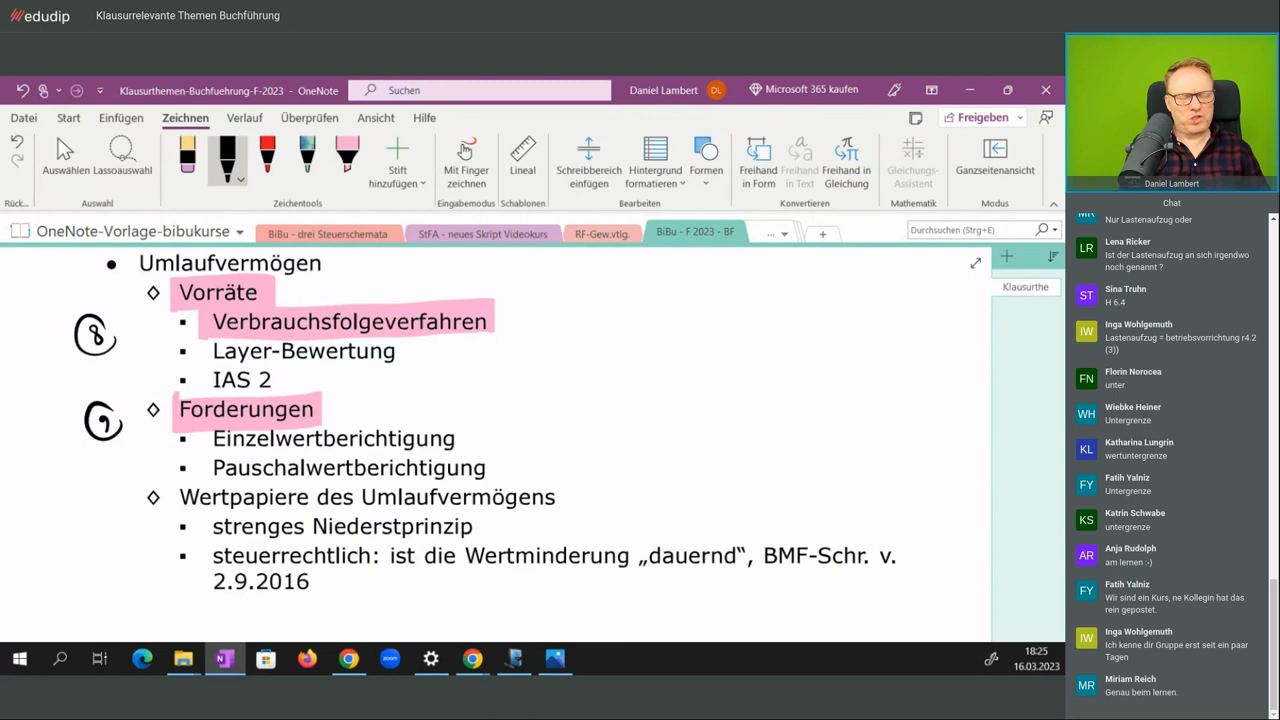 edudip
Klausurrelevante Themen Buchführung
Klausurthemen-Buchfuehrung-F-2023 - OneNote
Suchen
Daniel Lambert
DL
Microsoft 365 kaufen
Datei
Start
Einfügen
Zeichnen
Verlauf
Überprüfen
Ansicht
Hilfe
Freigeben
Auswählen
Lassoauswahl
Stift
hinzufügen
Mit Finger
zeichnen
Lineal
Schreibbereich
einfügen
Hintergrund
formatieren
Formen
Freihand
in Form
Freihand
in Text
Freihand in
Gleichung
Gleichungs-
Assistent
Ganzseitenansicht
Rück...
Auswahl
Zeichentools
Eingabemodus
Schablonen
Bearbeiten
Konvertieren
Mathematik
Modus
OneNote-Vorlage-bibukurse
BiBu - drei Steuerschemata
StFA - neues Skript Videokurs
RF-Gew.vtlg.
BiBu - F 2023 - BF
...
Durchsuchen (Strg+E)
Klausurthe
• Umlaufvermögen
◊ Vorräte
▪ Verbrauchsfolgeverfahren
8
▪ Layer-Bewertung
▪ IAS 2
◊ Forderungen
9
▪ Einzelwertberichtigung
▪ Pauschalwertberichtigung
◊ Wertpapiere des Umlaufvermögens
▪ strenges Niederstprinzip
▪ steuerrechtlich: ist die Wertminderung „dauernd“, BMF-Schr. v.
2.9.2016
18:25
16.03.2023
Daniel Lambert
Chat
MR
Nur Lastenaufzug oder
LR
Lena Ricker
Ist der Lastenaufzug an sich irgendwo
noch genannt ?
ST
Sina Truhn
H 6.4
IW
Inga Wohlgemuth
Lastenaufzug = betriebsvorrichtung r4.2
(3))
FN
Florin Norocea
unter
WH
Wiebke Heiner
Untergrenze
KL
Katharina Lungrin
wertuntergrenze
FY
Fatih Yalniz
Untergrenze
KS
Katrin Schwabe
untergrenze
AR
Anja Rudolph
am lernen :-)
FY
Fatih Yalniz
Wir sind ein Kurs, ne Kollegin hat das
rein gepostet.
IW
Inga Wohlgemuth
Ich kenne dir Gruppe erst seit ein paar
Tagen
MR
Miriam Reich
Genau beim lernen.